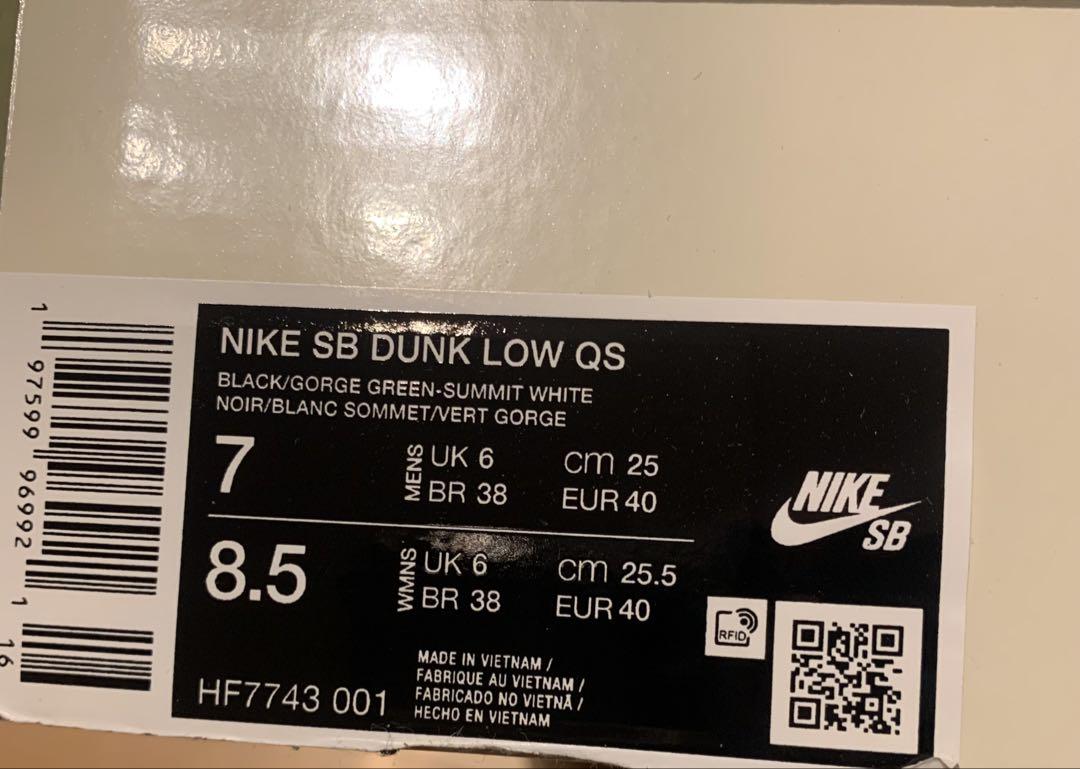 NIKE SB DUNK LOW QS
BLACK/GORGE GREEN-SUMMIT WHITE
NOIR/BLANC SOMMET/VERT GORGE
7
MENS
UK 6
cm 25
BR 38
EUR 40
8.5
WMNS
UK 6
cm 25.5
BR 38
EUR 40
NIKE
SB
RFID
MADE IN VIETNAM /
FABRIQUE AU VIETNAM /
FABRICADO NO VIETNÃ /
HECHO EN VIETNAM
HF7743 001
1 97599 96992 1
16